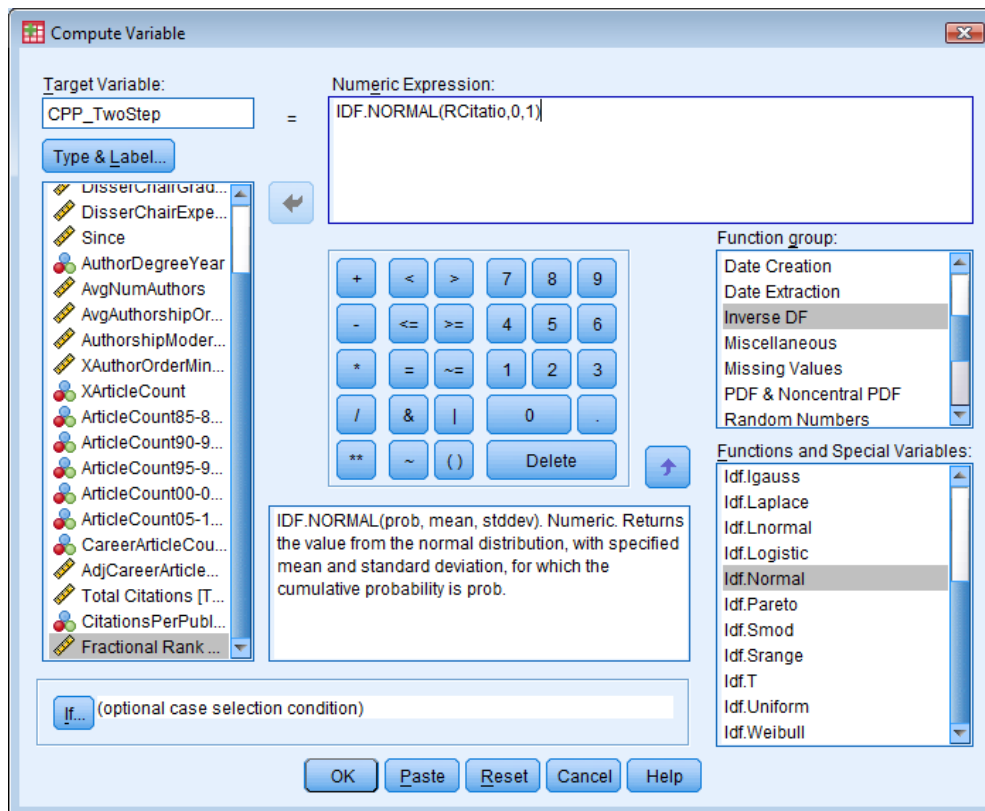 Compute Variable
Target Variable:
CPP_TwoStep
=
Numeric Expression:
IDF.NORMAL(RCitatio,0,1)
Type & Label...
DisserChairGrad...
DisserChairExpe...
Since
AuthorDegreeYear
AvgNumAuthors
AvgAuthorshipOr...
AuthorshipModer...
XAuthorOrderMin...
XArticleCount
ArticleCount85-8...
ArticleCount90-9...
ArticleCount95-9...
ArticleCount00-0...
ArticleCount05-1...
CareerArticleCou...
AdjCareerArticle...
Total Citations [T...
CitationsPerPubl...
Fractional Rank ...
+ < > 7 8 9
- <= >= 4 5 6
* = ~= 1 2 3
/ & | 0 .
** ~ ( ) Delete
IDF.NORMAL(prob, mean, stddev). Numeric. Returns
the value from the normal distribution, with specified
mean and standard deviation, for which the
cumulative probability is prob.
Function group:
Date Creation
Date Extraction
Inverse DF
Miscellaneous
Missing Values
PDF & Noncentral PDF
Random Numbers
Functions and Special Variables:
Idf.Igauss
Idf.Laplace
Idf.Lnormal
Idf.Logistic
Idf.Normal
Idf.Pareto
Idf.Smod
Idf.Srange
Idf.T
Idf.Uniform
Idf.Weibull
If... (optional case selection condition)
OK Paste Reset Cancel Help